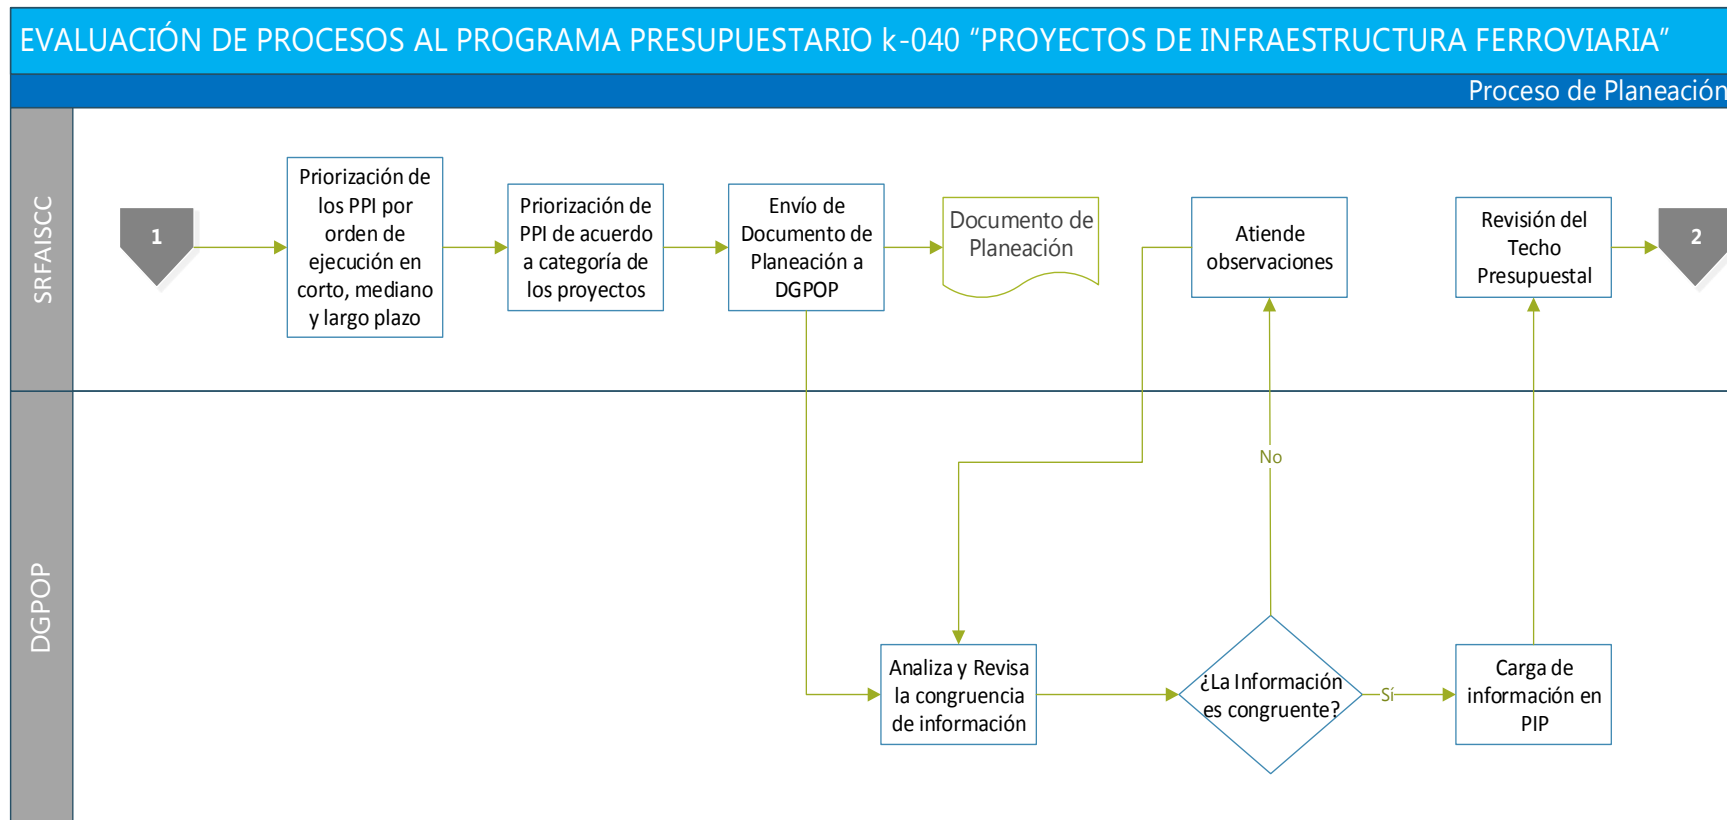 EVALUACIÓN DE PROCESOS AL PROGRAMA PRESUPUESTARIO k-040 “PROYECTOS DE INFRAESTRUCTURA FERROVIARIA”
Proceso de Planeación
SRFAISCC
1
Priorización de
los PPI por
orden de
ejecución en
corto, mediano
y largo plazo
Priorización de
PPI de acuerdo
a categoría de
los proyectos
Envío de
Documento de
Planeación a
DGPOP
Documento de
Planeación
Atiende
observaciones
Revisión del
Techo
Presupuestal
2
DGPOP
No
Analiza y Revisa
la congruencia
de información
¿La Información
es congruente?
Sí
Carga de
información en
PIP